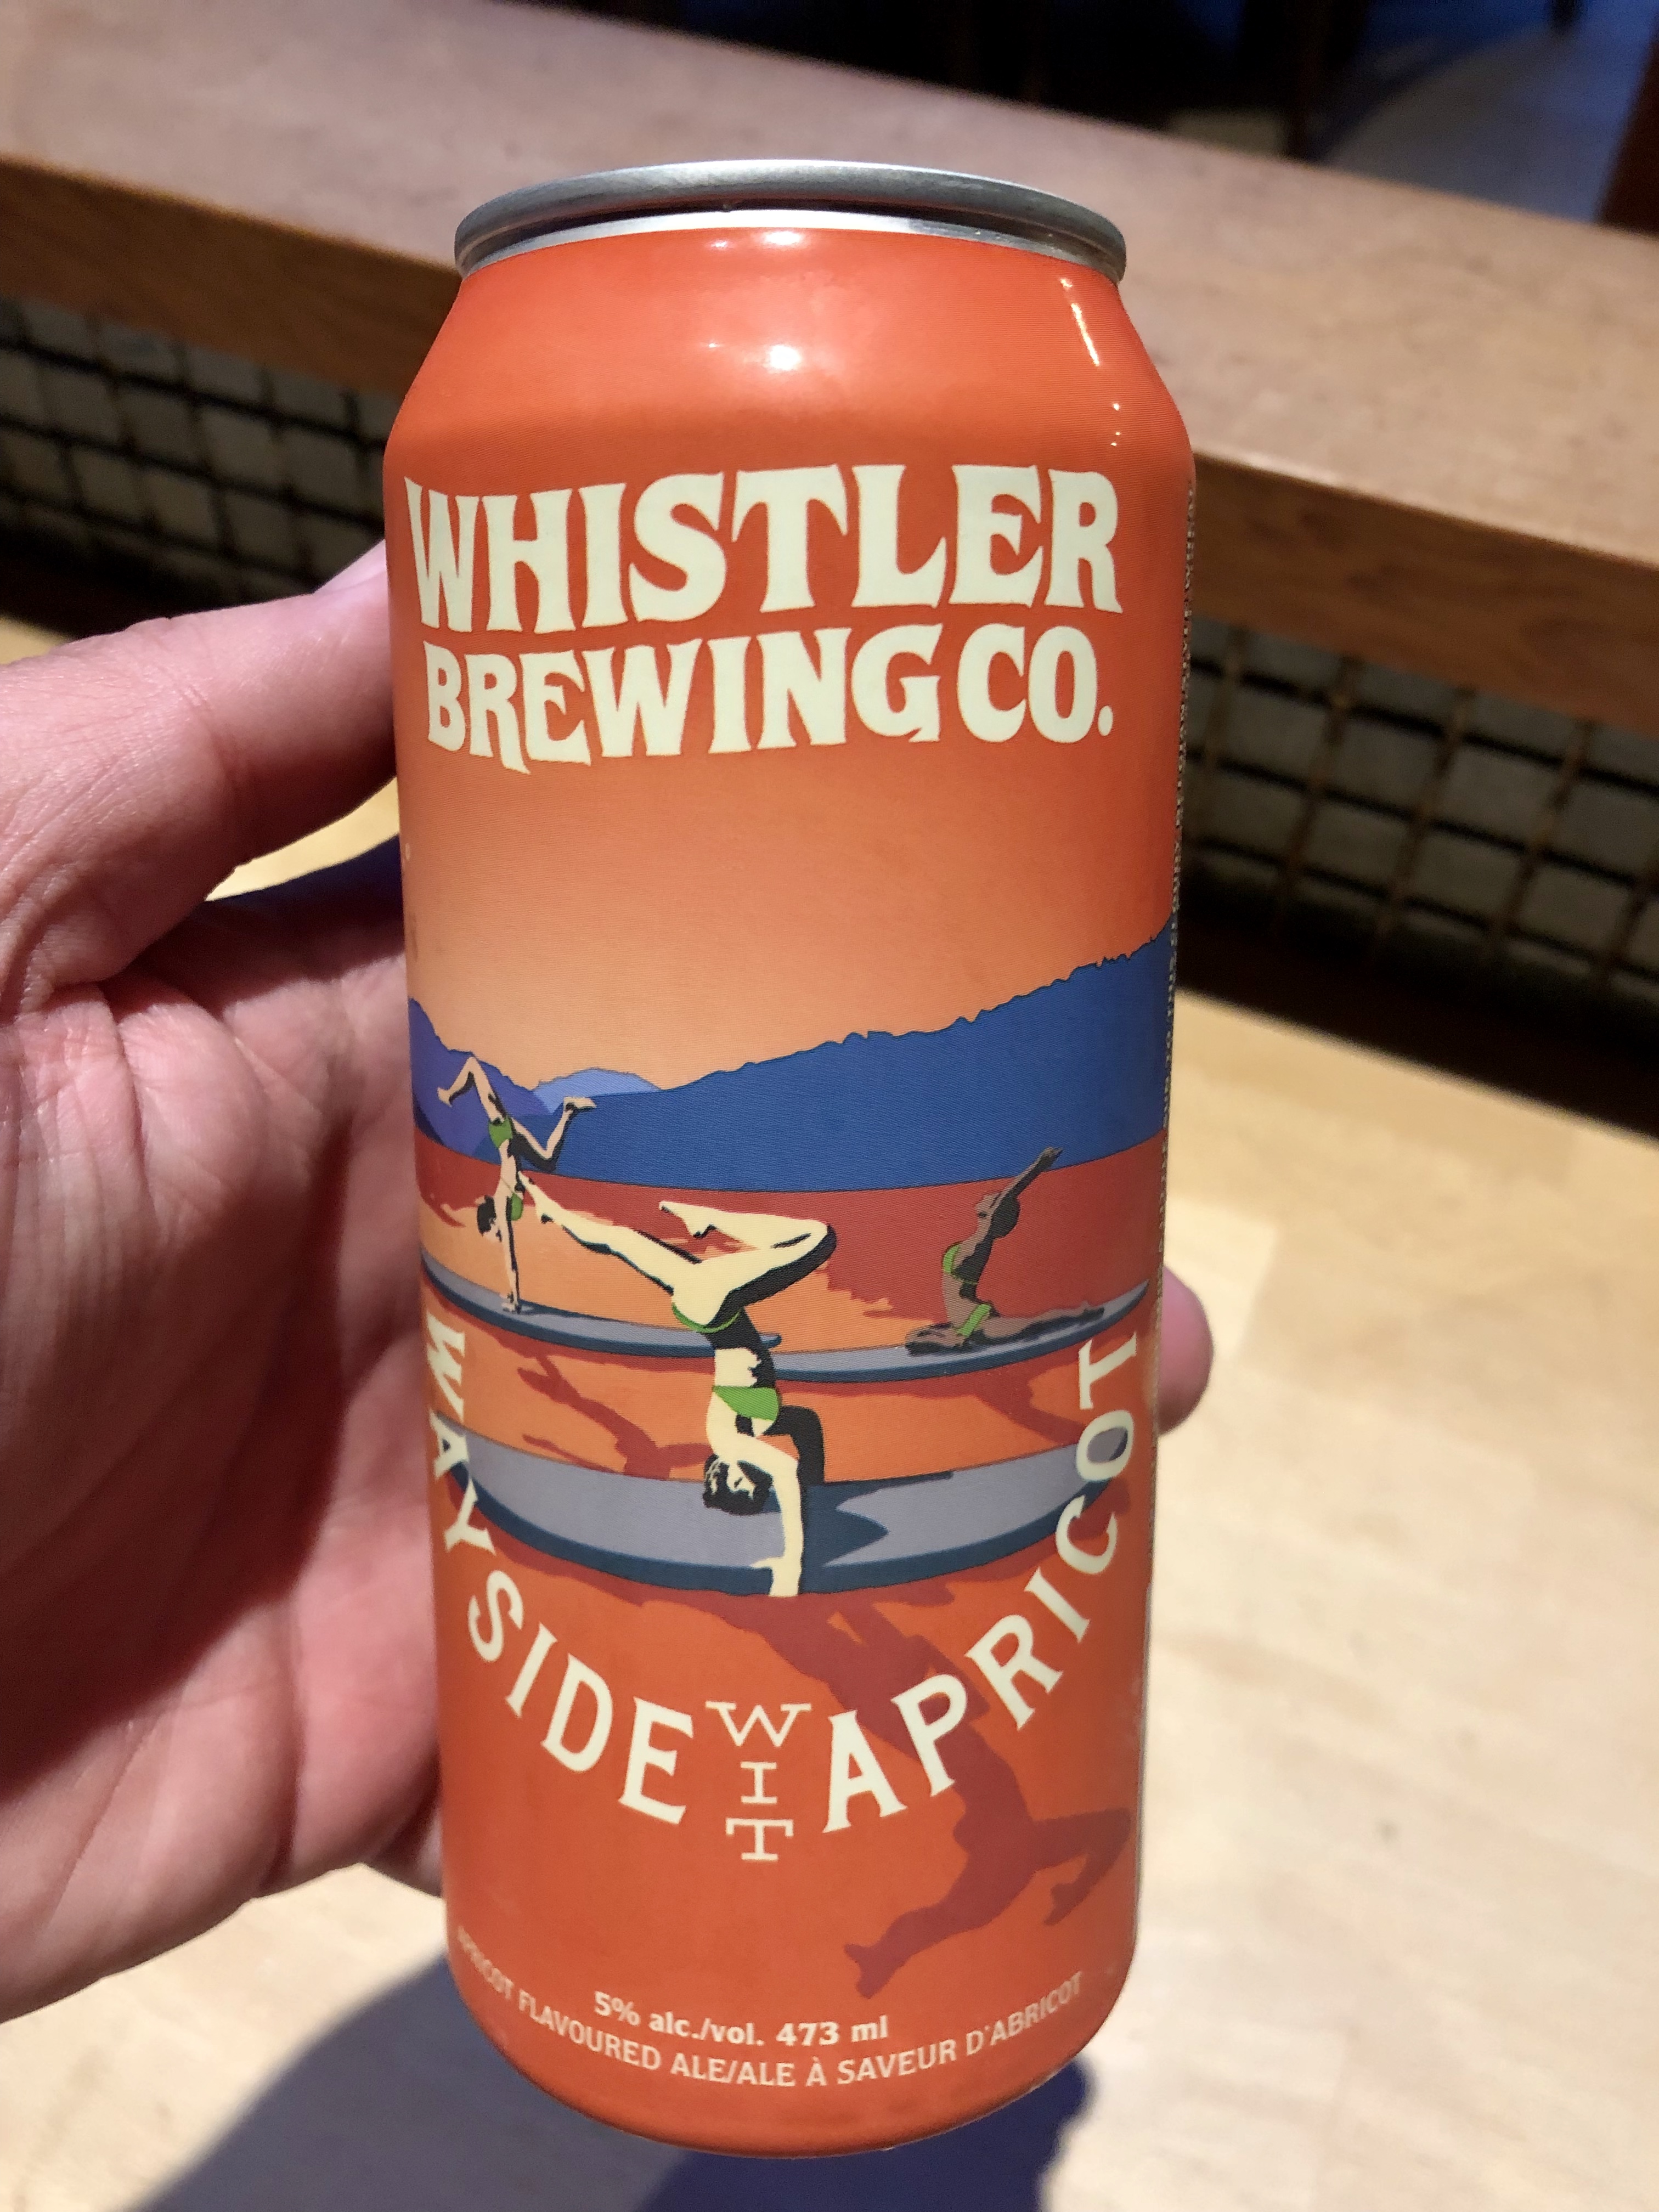 WHISTLER
BREWING CO.
WAYSIDE WIT APRICOT
5% alc./vol. 473 ml
APRICOT FLAVOURED ALE/ALE À SAVEUR D'ABRICOT